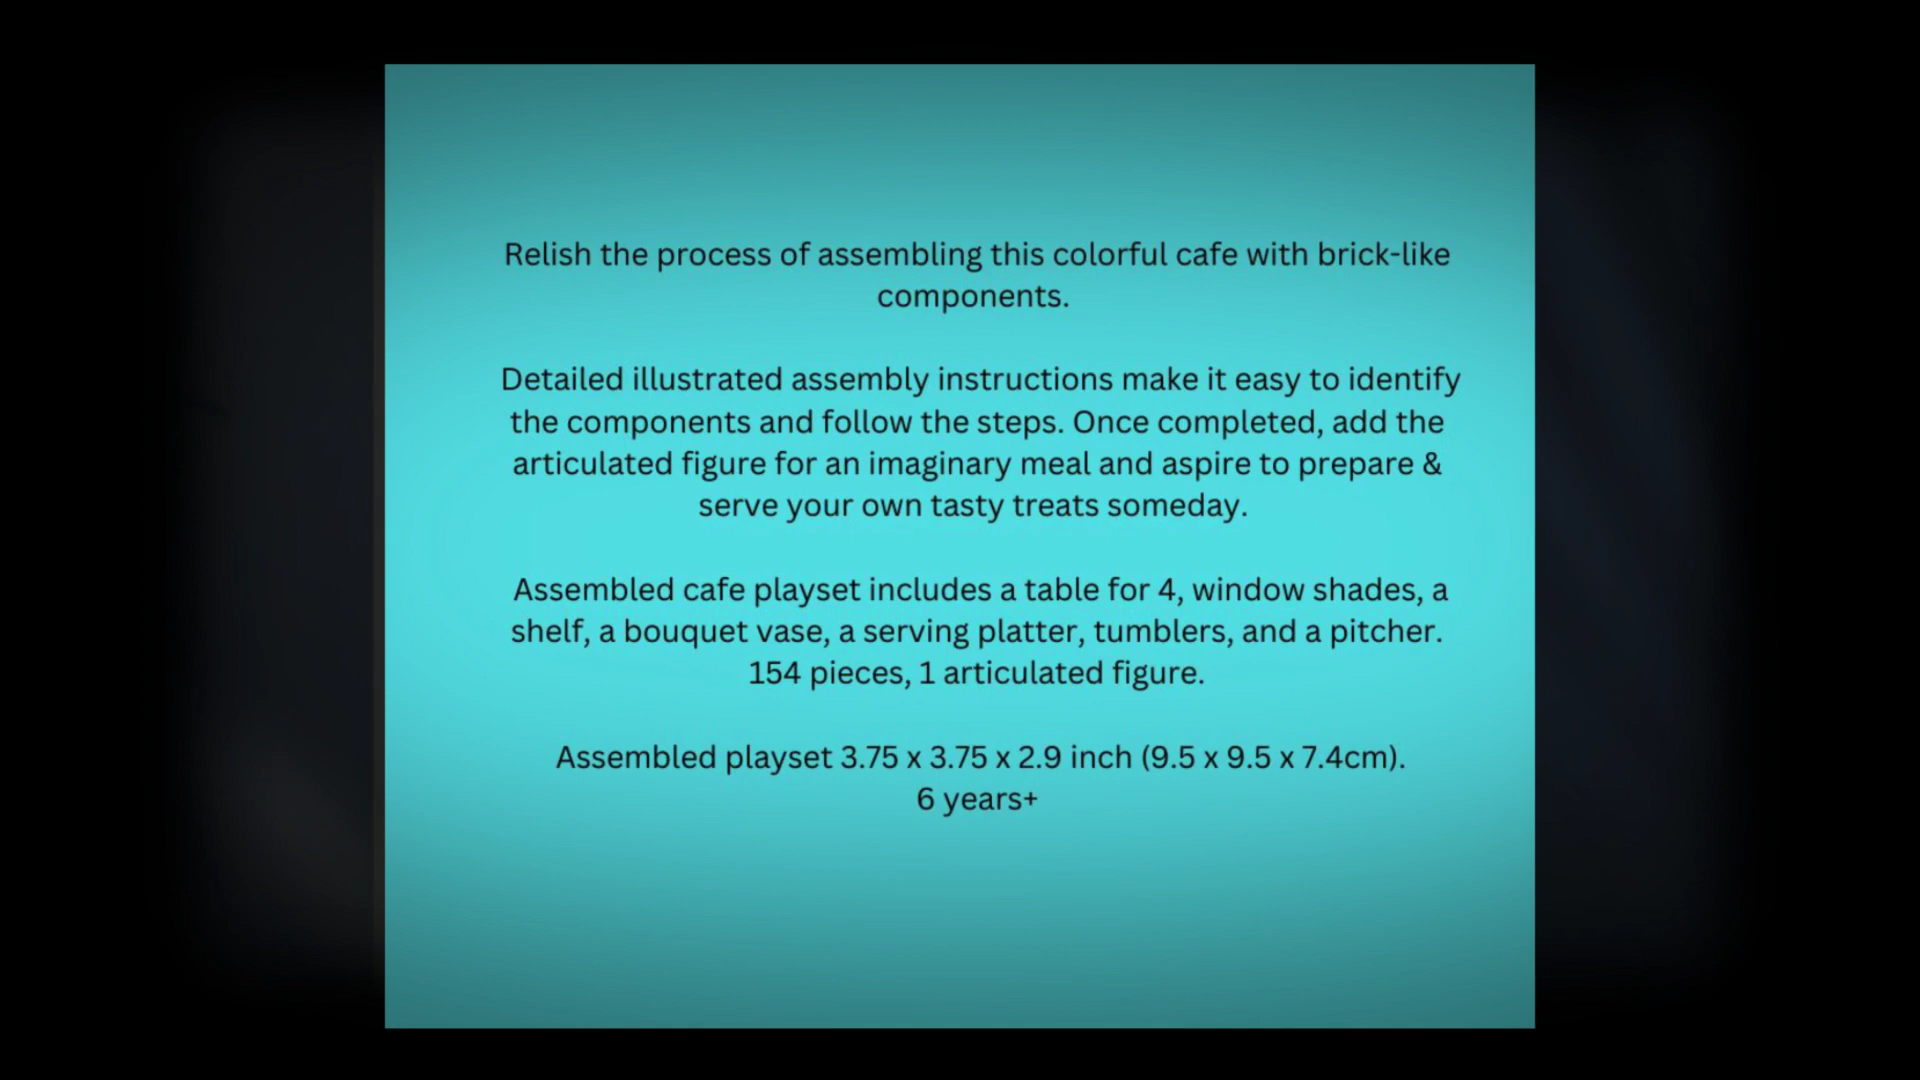 Relish the process of assembling this colorful cafe with brick-like
components.
Detailed illustrated assembly instructions make it easy to identify
the components and follow the steps. Once completed, add the
articulated figure for an imaginary meal and aspire to prepare &
serve your own tasty treats someday.
Assembled cafe playset includes a table for 4, window shades, a
shelf, a bouquet vase, a serving platter, tumblers, and a pitcher.
154 pieces, 1 articulated figure.
Assembled playset 3.75 x 3.75 x 2.9 inch (9.5 x 9.5 x 7.4cm).
6 years+